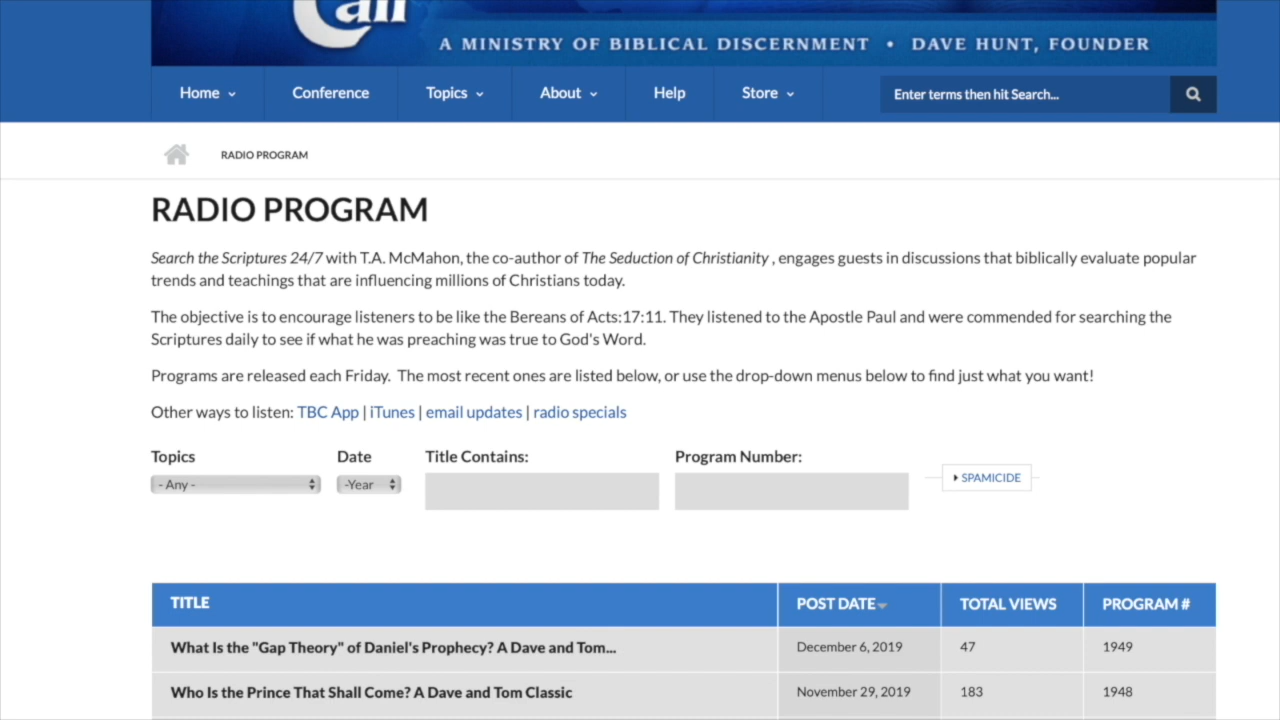 Call
A MINISTRY OF BIBLICAL DISCERNMENT • DAVE HUNT, FOUNDER
Home Conference Topics About Help Store Enter terms then hit Search...
RADIO PROGRAM
RADIO PROGRAM
Search the Scriptures 24/7 with T.A. McMahon, the co-author of The Seduction of Christianity , engages guests in discussions that biblically evaluate popular
trends and teachings that are influencing millions of Christians today.
The objective is to encourage listeners to be like the Bereans of Acts:17:11. They listened to the Apostle Paul and were commended for searching the
Scriptures daily to see if what he was preaching was true to God's Word.
Programs are released each Friday. The most recent ones are listed below, or use the drop-down menus below to find just what you want!
Other ways to listen: TBC App | iTunes | email updates | radio specials
Topics Date Title Contains: Program Number:
- Any - -Year SPAMICIDE
TITLE POST DATE TOTAL VIEWS PROGRAM #
What Is the "Gap Theory" of Daniel's Prophecy? A Dave and Tom... December 6, 2019 47 1949
Who Is the Prince That Shall Come? A Dave and Tom Classic November 29, 2019 183 1948